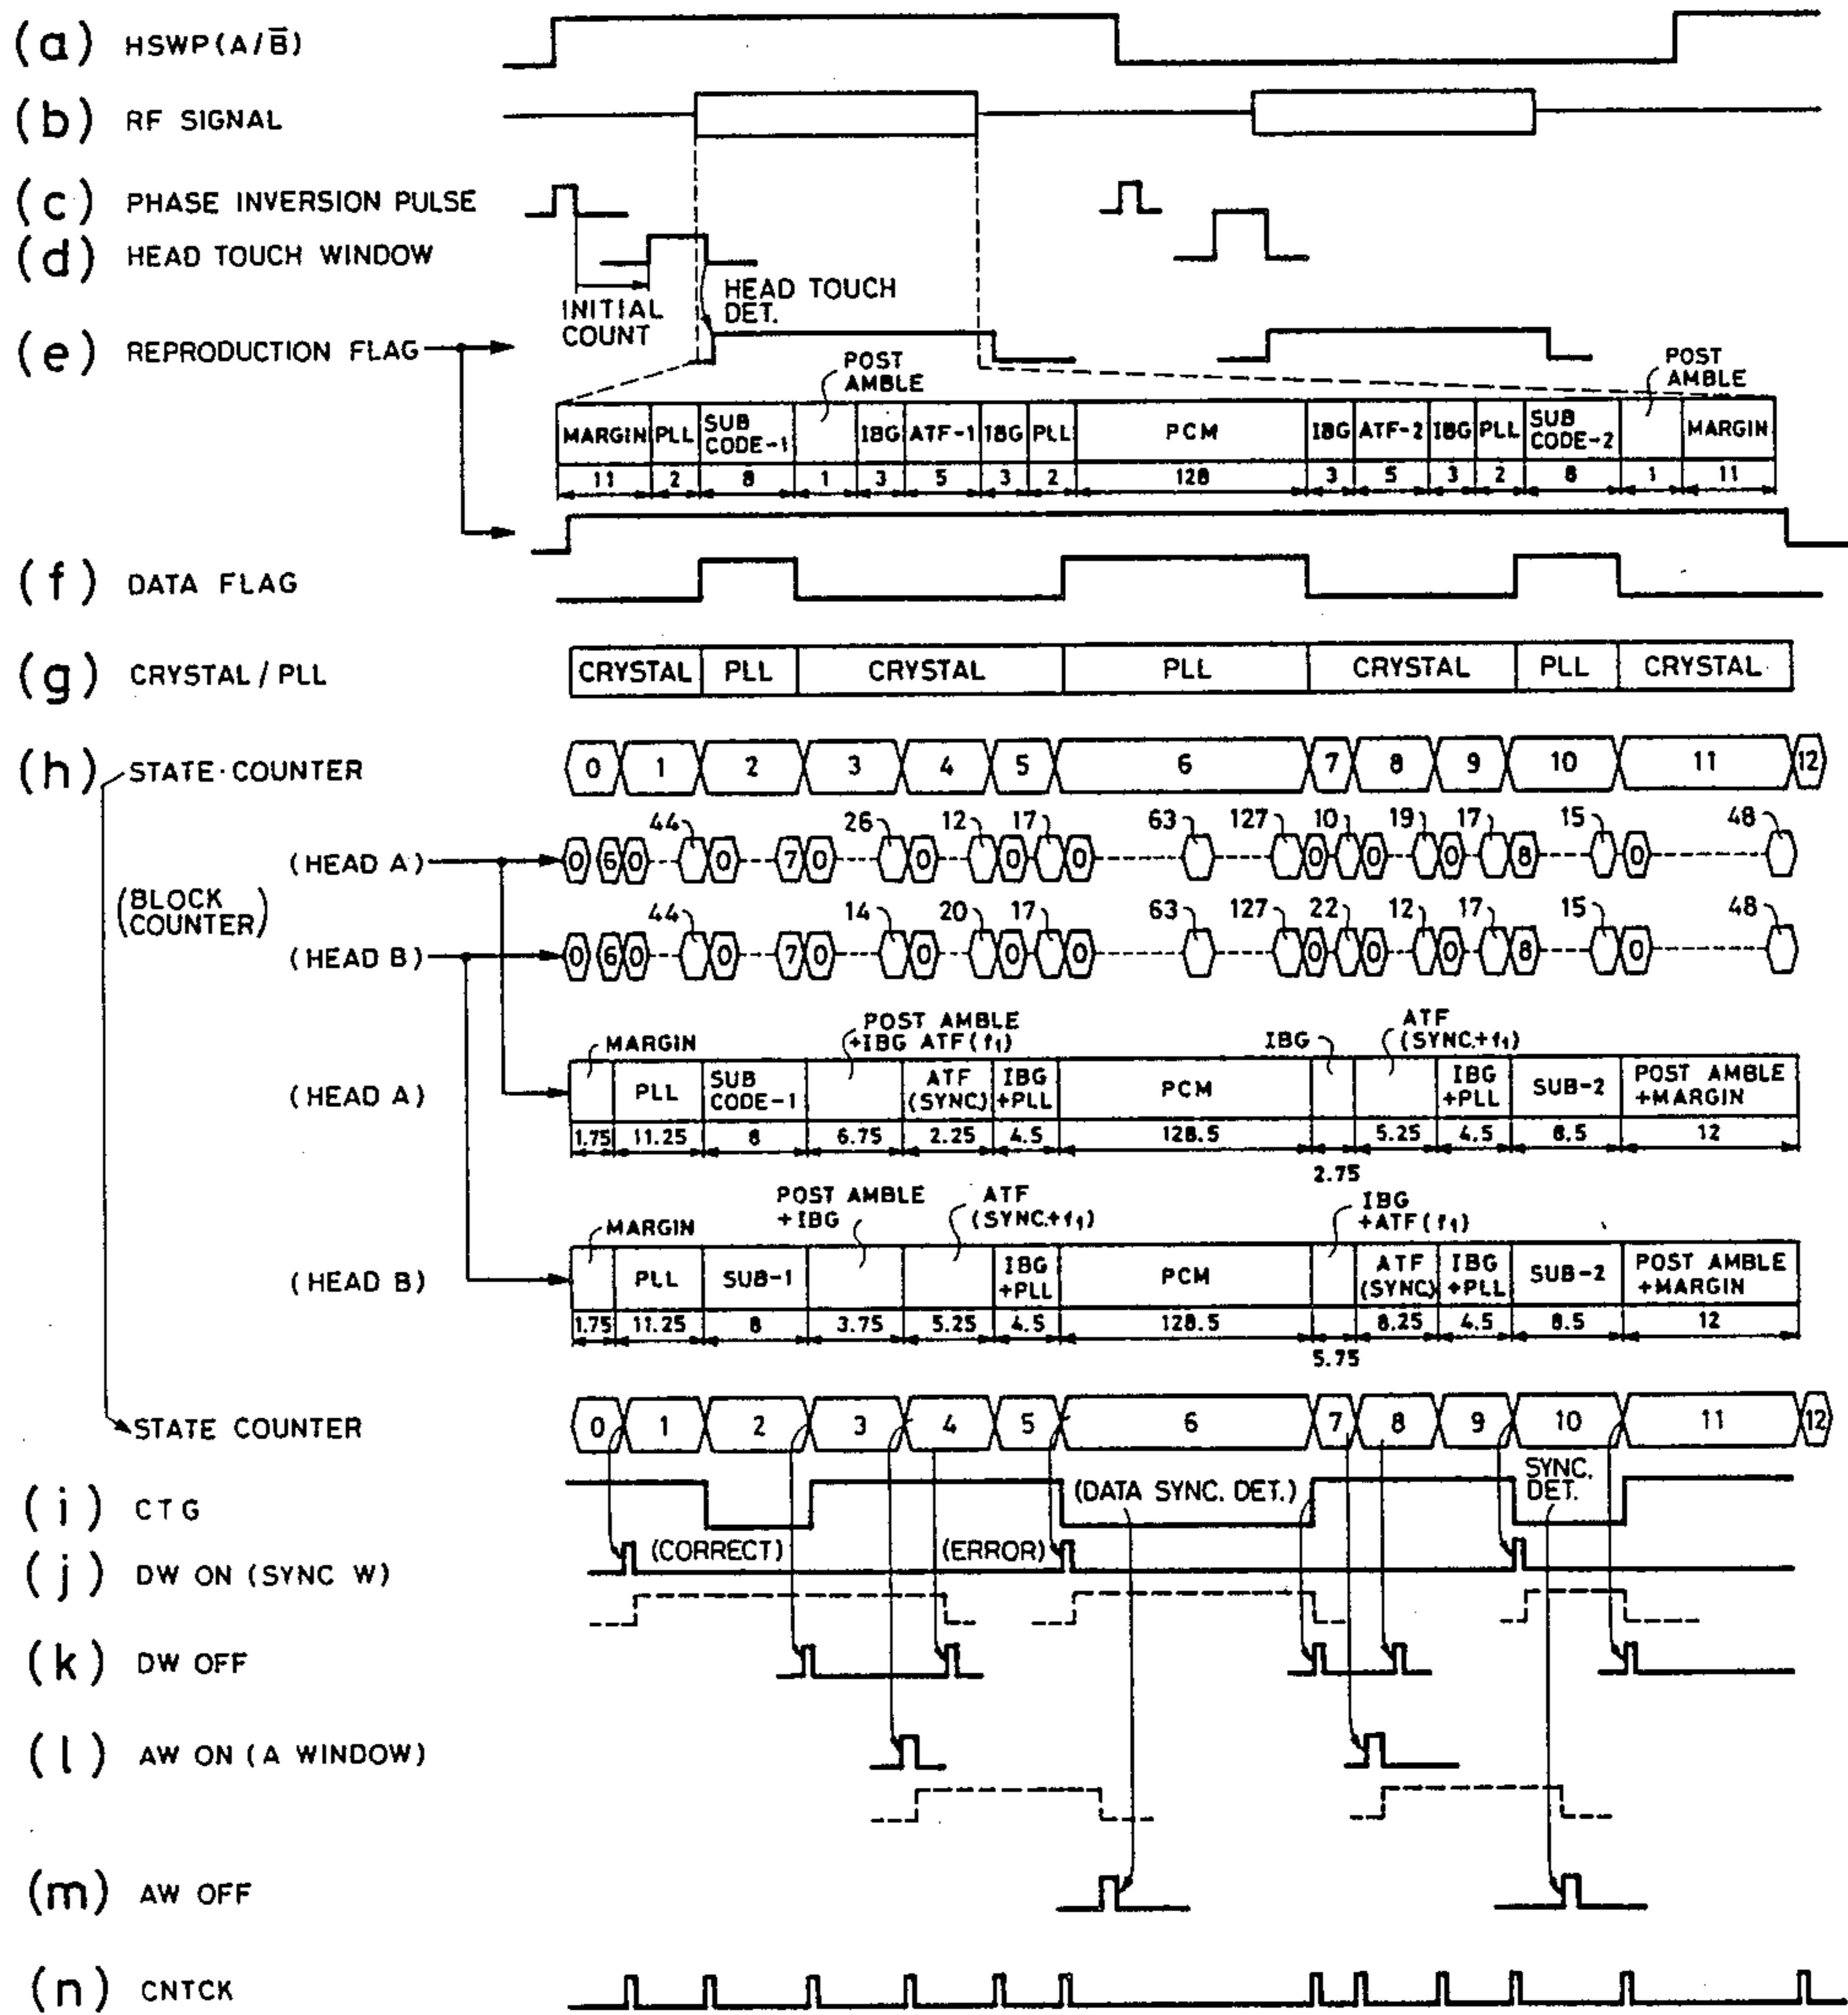 (a) HSWP(A/B̅)
(b) RF SIGNAL
(c) PHASE INVERSION PULSE
(d) HEAD TOUCH WINDOW
INITIAL
COUNT
HEAD TOUCH
DET.
(e) REPRODUCTION FLAG
POST
AMBLE
POST
AMBLE
MARGIN PLL SUB CODE-1 IBG ATF-1 IBG PLL PCM IBG ATF-2 IBG PLL SUB CODE-2 MARGIN
11 2 8 1 3 5 3 2 128 3 5 3 2 8 1 11
(f) DATA FLAG
(g) CRYSTAL/PLL
CRYSTAL PLL CRYSTAL PLL CRYSTAL PLL CRYSTAL
(h) STATE·COUNTER
0 1 2 3 4 5 6 7 8 9 10 11 12
44 26 12 17 63 127 10 19 17 15 48
(HEAD A)
0 6 0 0 7 0 0 0 0 0 0 0 8 0
(BLOCK
COUNTER)
44 14 20 17 63 127 22 12 17 15 48
(HEAD B)
0 6 0 0 7 0 0 0 0 0 0 0 8 0
MARGIN
POST AMBLE
+IBG ATF(f1)
IBG
ATF
(SYNC+f1)
(HEAD A)
PLL SUB CODE-1 ATF (SYNC) IBG +PLL PCM IBG +PLL SUB-2 POST AMBLE +MARGIN
1.75 11.25 8 6.75 2.25 4.5 128.5 5.25 4.5 8.5 12
2.75
MARGIN
POST AMBLE
+IBG
ATF
(SYNC+f1)
IBG
+ATF(f1)
(HEAD B)
PLL SUB-1 IBG +PLL PCM ATF (SYNC) IBG +PLL SUB-2 POST AMBLE +MARGIN
1.75 11.25 8 3.75 5.25 4.5 128.5 8.25 4.5 8.5 12
5.75
STATE COUNTER
0 1 2 3 4 5 6 7 8 9 10 11 12
(i) CTG
(DATA SYNC. DET.)
SYNC.
DET.
(j) DW ON (SYNC W)
(CORRECT)
(ERROR)
(k) DW OFF
(l) AW ON (A WINDOW)
(m) AW OFF
(n) CNTCK